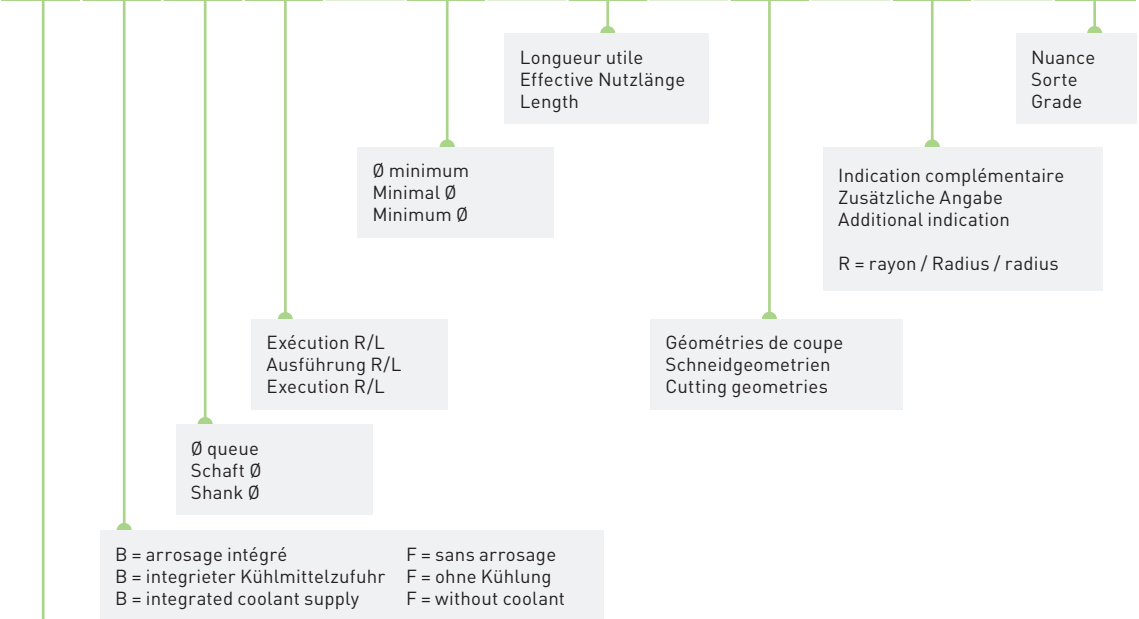 Longueur utile
Effective Nutzlänge
Length
Nuance
Sorte
Grade
Ø minimum
Minimal Ø
Minimum Ø
Indication complémentaire
Zusätzliche Angabe
Additional indication
R = rayon / Radius / radius
Exécution R/L
Ausführung R/L
Execution R/L
Géométries de coupe
Schneidgeometrien
Cutting geometries
Ø queue
Schaft Ø
Shank Ø
B = arrosage intégré F = sans arrosage
B = integrierter Kühlmittelzufuhr F = ohne Kühlung
B = integrated coolant supply F = without coolant